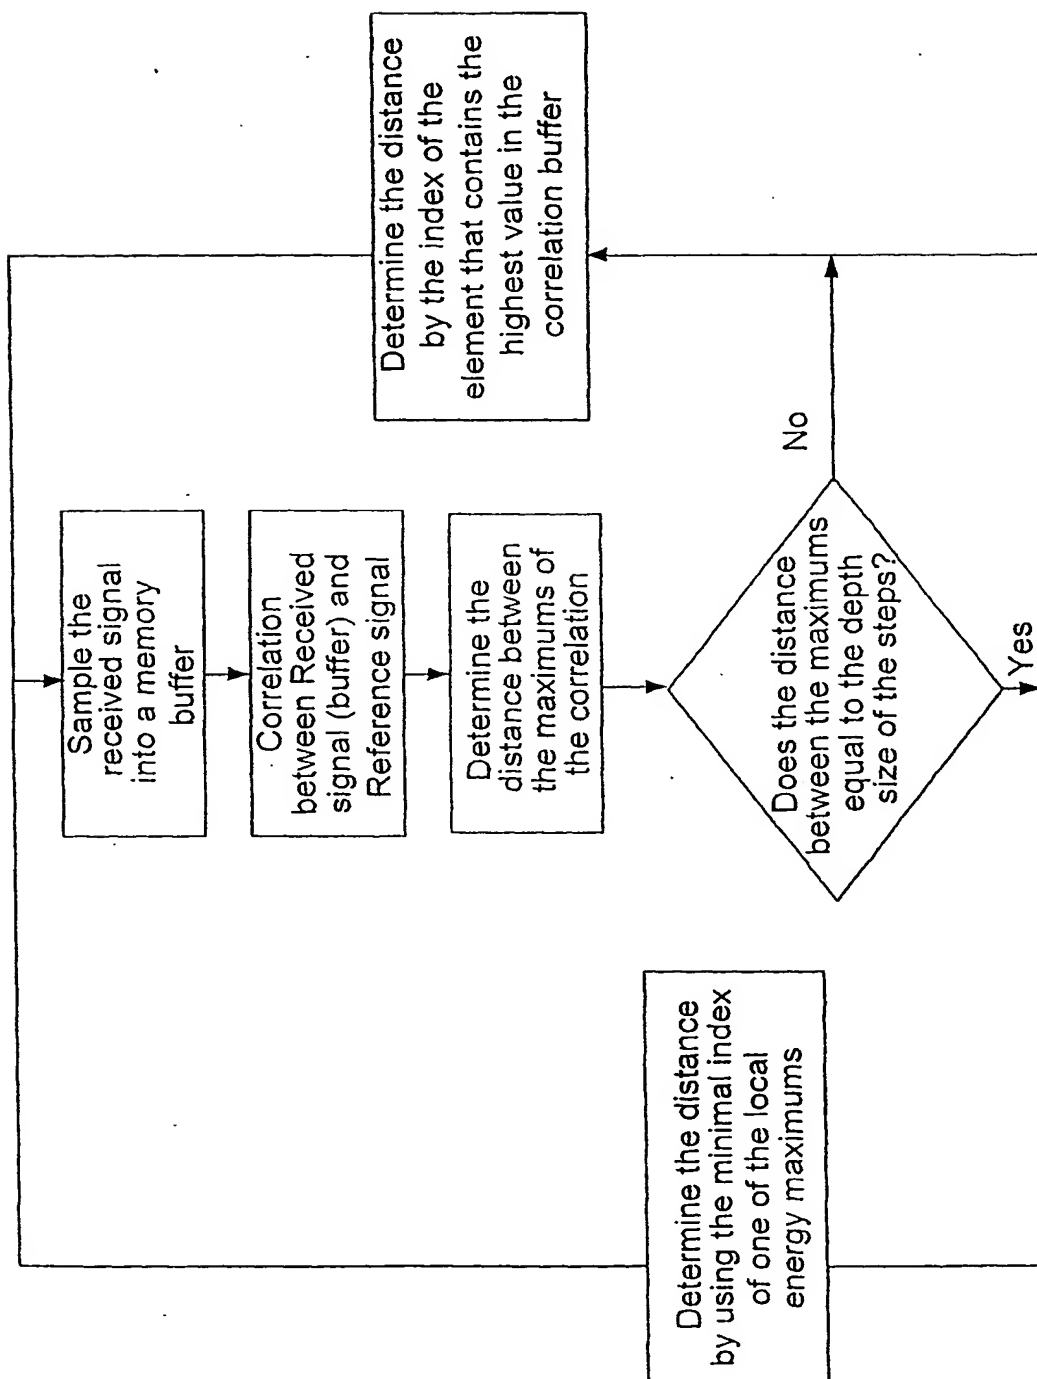 Sample the
received signal
into a memory
buffer
Correlation
between Received
signal (buffer) and
Reference signal
Determine the
distance between
the maximums of
the correlation
Does the distance
between the maximums
equal to the depth
size of the steps?
No
Yes
Determine the distance
by the index of the
element that contains the
highest value in the
correlation buffer
Determine the distance
by using the minimal index
of one of the local
energy maximums